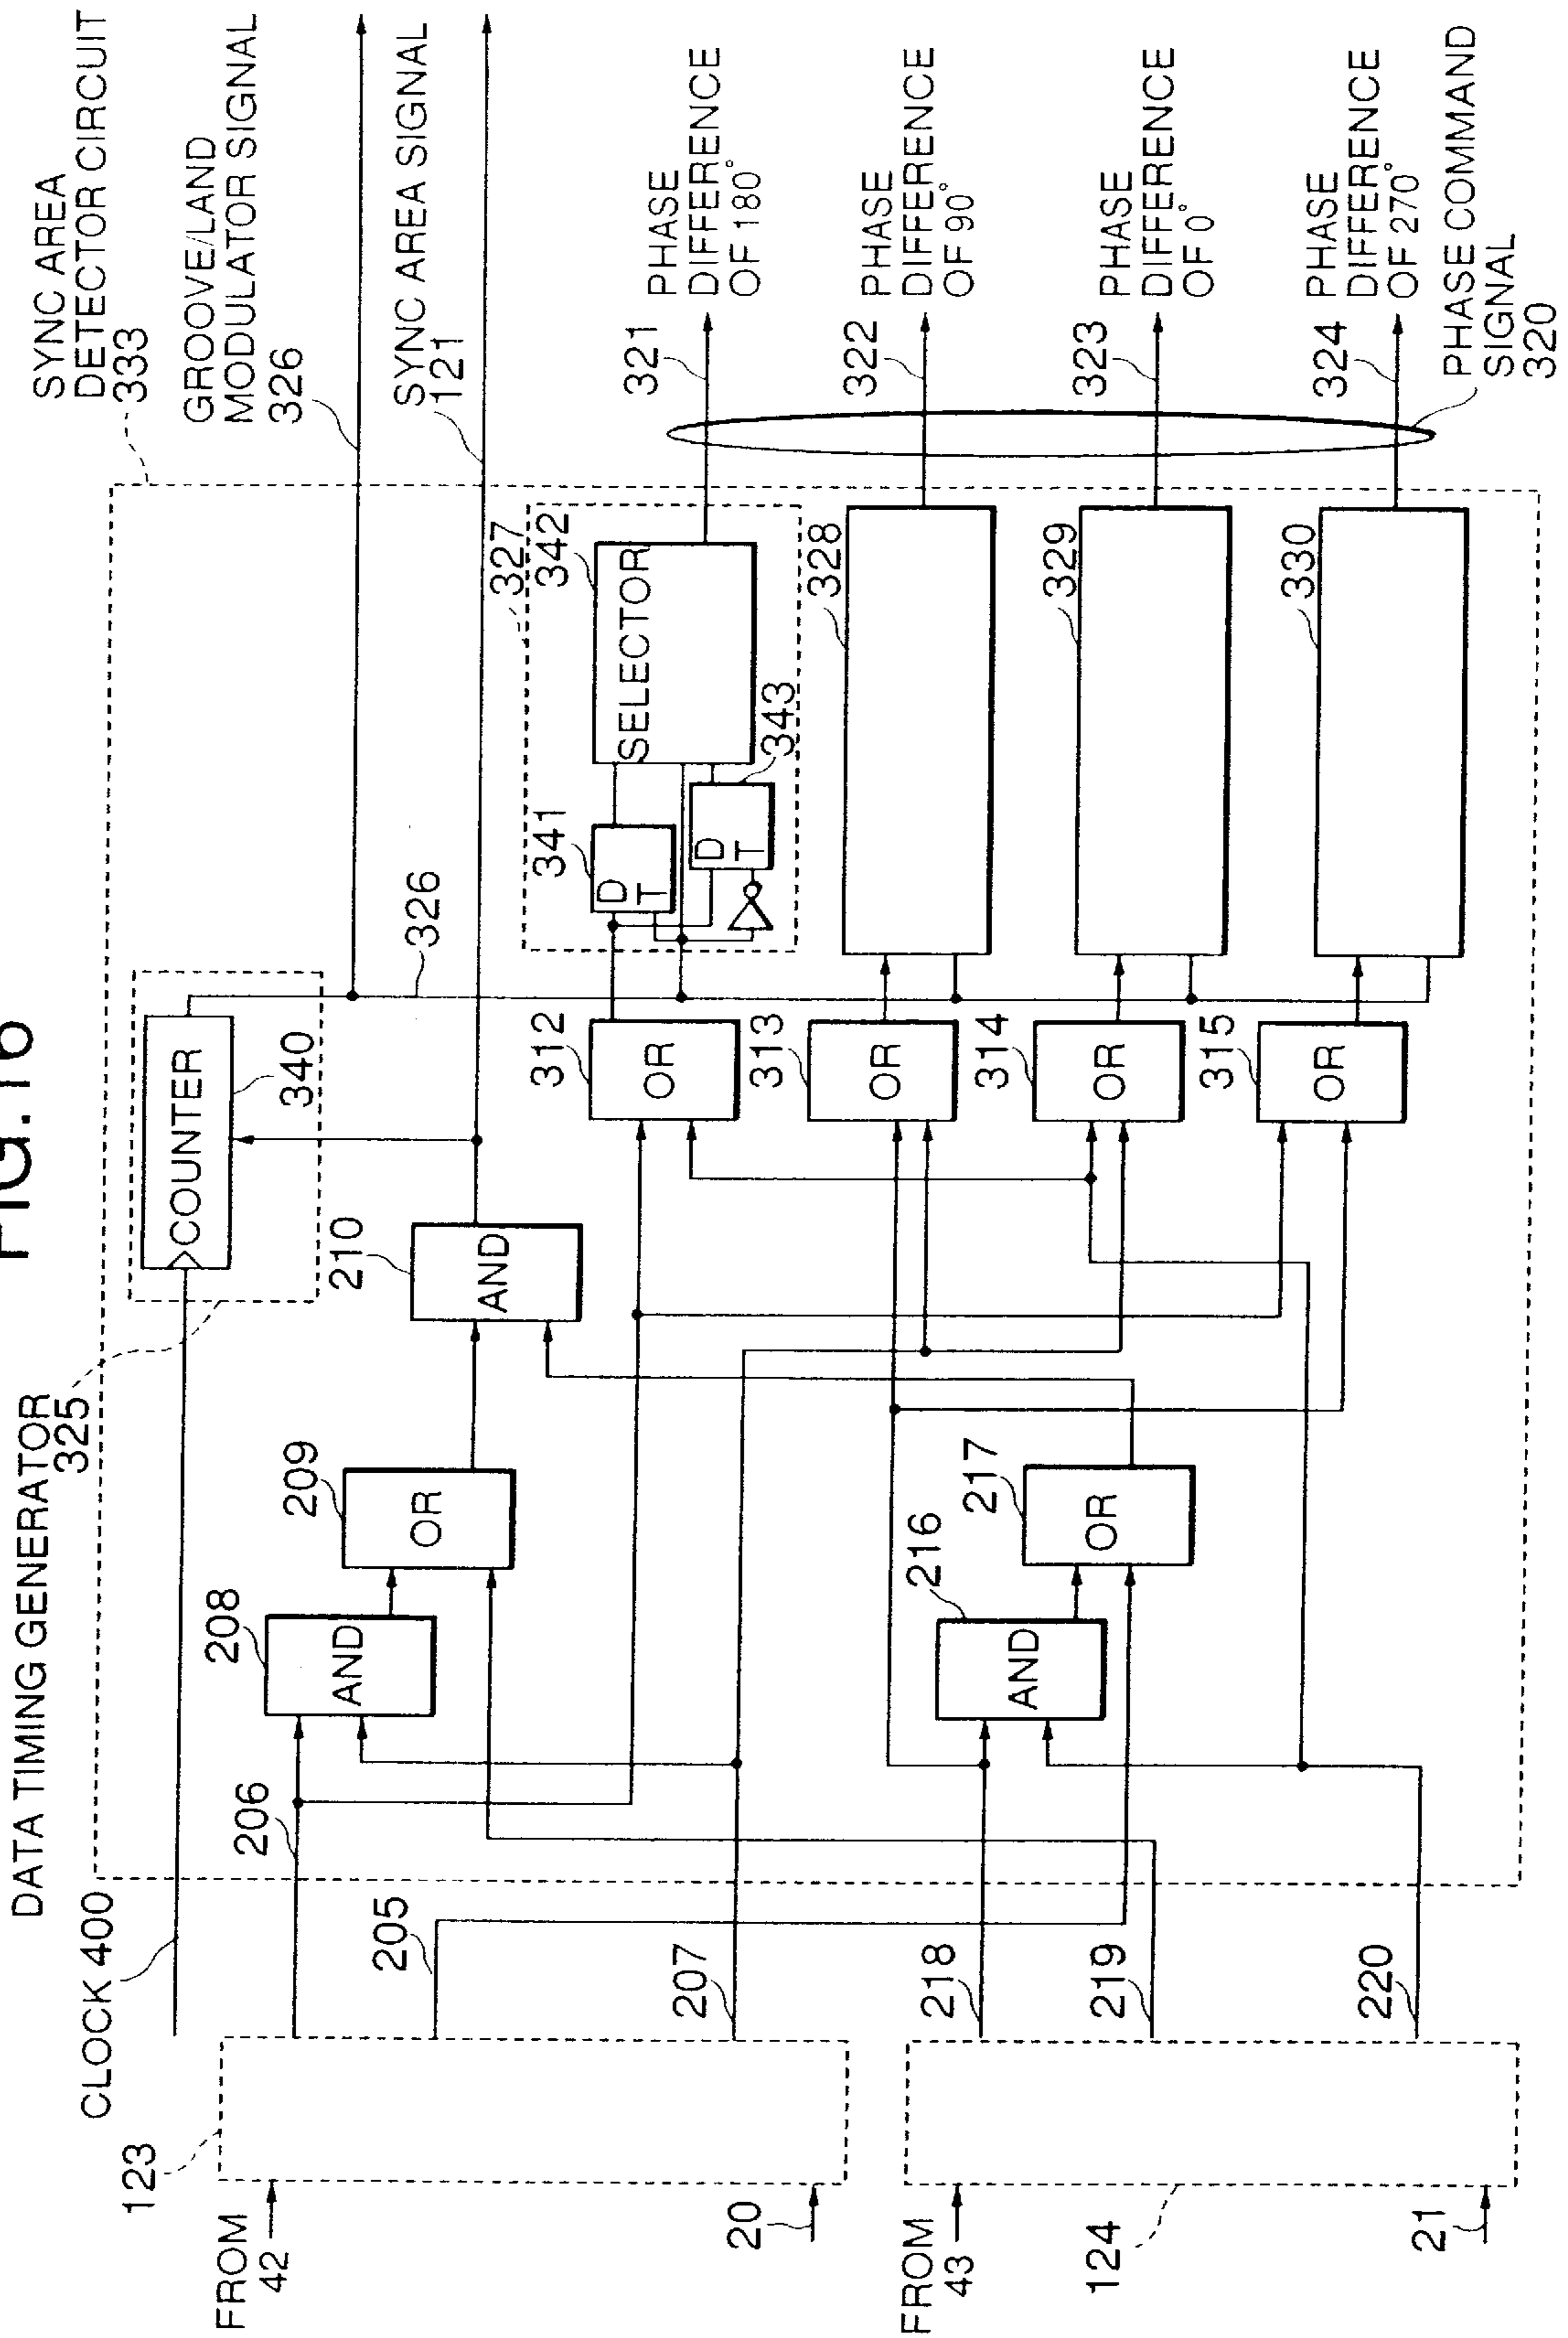 FIG.16
SYNC AREA
DETECTOR CIRCUIT
333
GROOVE/LAND
MODULATOR SIGNAL
326
SYNC AREA SIGNAL
121
DATA TIMING GENERATOR
325
CLOCK 400
COUNTER
340
326
123
FROM
42
20
206
205
207
208
AND
209
OR
210
AND
FROM
43
124
21
218
219
220
216
AND
217
OR
312
OR
313
OR
314
OR
315
OR
327
341
D
T
342
SELECTOR
343
D
T
328
329
330
321
PHASE
DIFFERENCE
OF 180°
322
PHASE
DIFFERENCE
OF 90°
323
PHASE
DIFFERENCE
OF 0°
324
PHASE
DIFFERENCE
OF 270°
PHASE COMMAND
SIGNAL
320